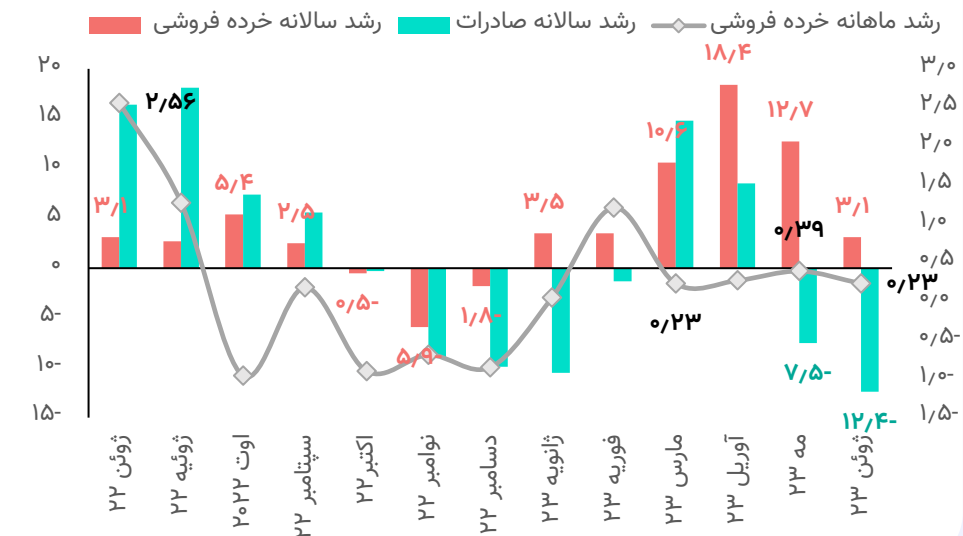 رشد سالانه خرده فروشی رشد سالانه صادرات رشد ماهانه خرده فروشی
۲۰
۱۵
۱۰
۵
۰
۵-
۱۰-
۱۵-
۳٫۰
۲٫۵
۲٫۰
۱٫۵
۱٫۰
۰٫۵
۰٫۰
۰٫۵-
۱٫۰-
۱٫۵-
۳٫۱
۵٫۴
۲٫۵
۰٫۵-
۵٫۹-
۱٫۸-
۳٫۵
۱۰٫۶
۱۸٫۴
۱۲٫۷
۳٫۱
۲٫۵۶
۰٫۲۳
۰٫۳۹
۰٫۲۳
۷٫۵-
۱۲٫۴-
ژوئن ۲۲
ژوئیه ۲۲
اوت ۲۰۲۲
سپتامبر ۲۲
اکتبر۲۲
نوامبر ۲۲
دسامبر ۲۲
ژانویه ۲۳
فوریه ۲۳
مارس ۲۳
آوریل ۲۳
مه ۲۳
ژوئن ۲۳